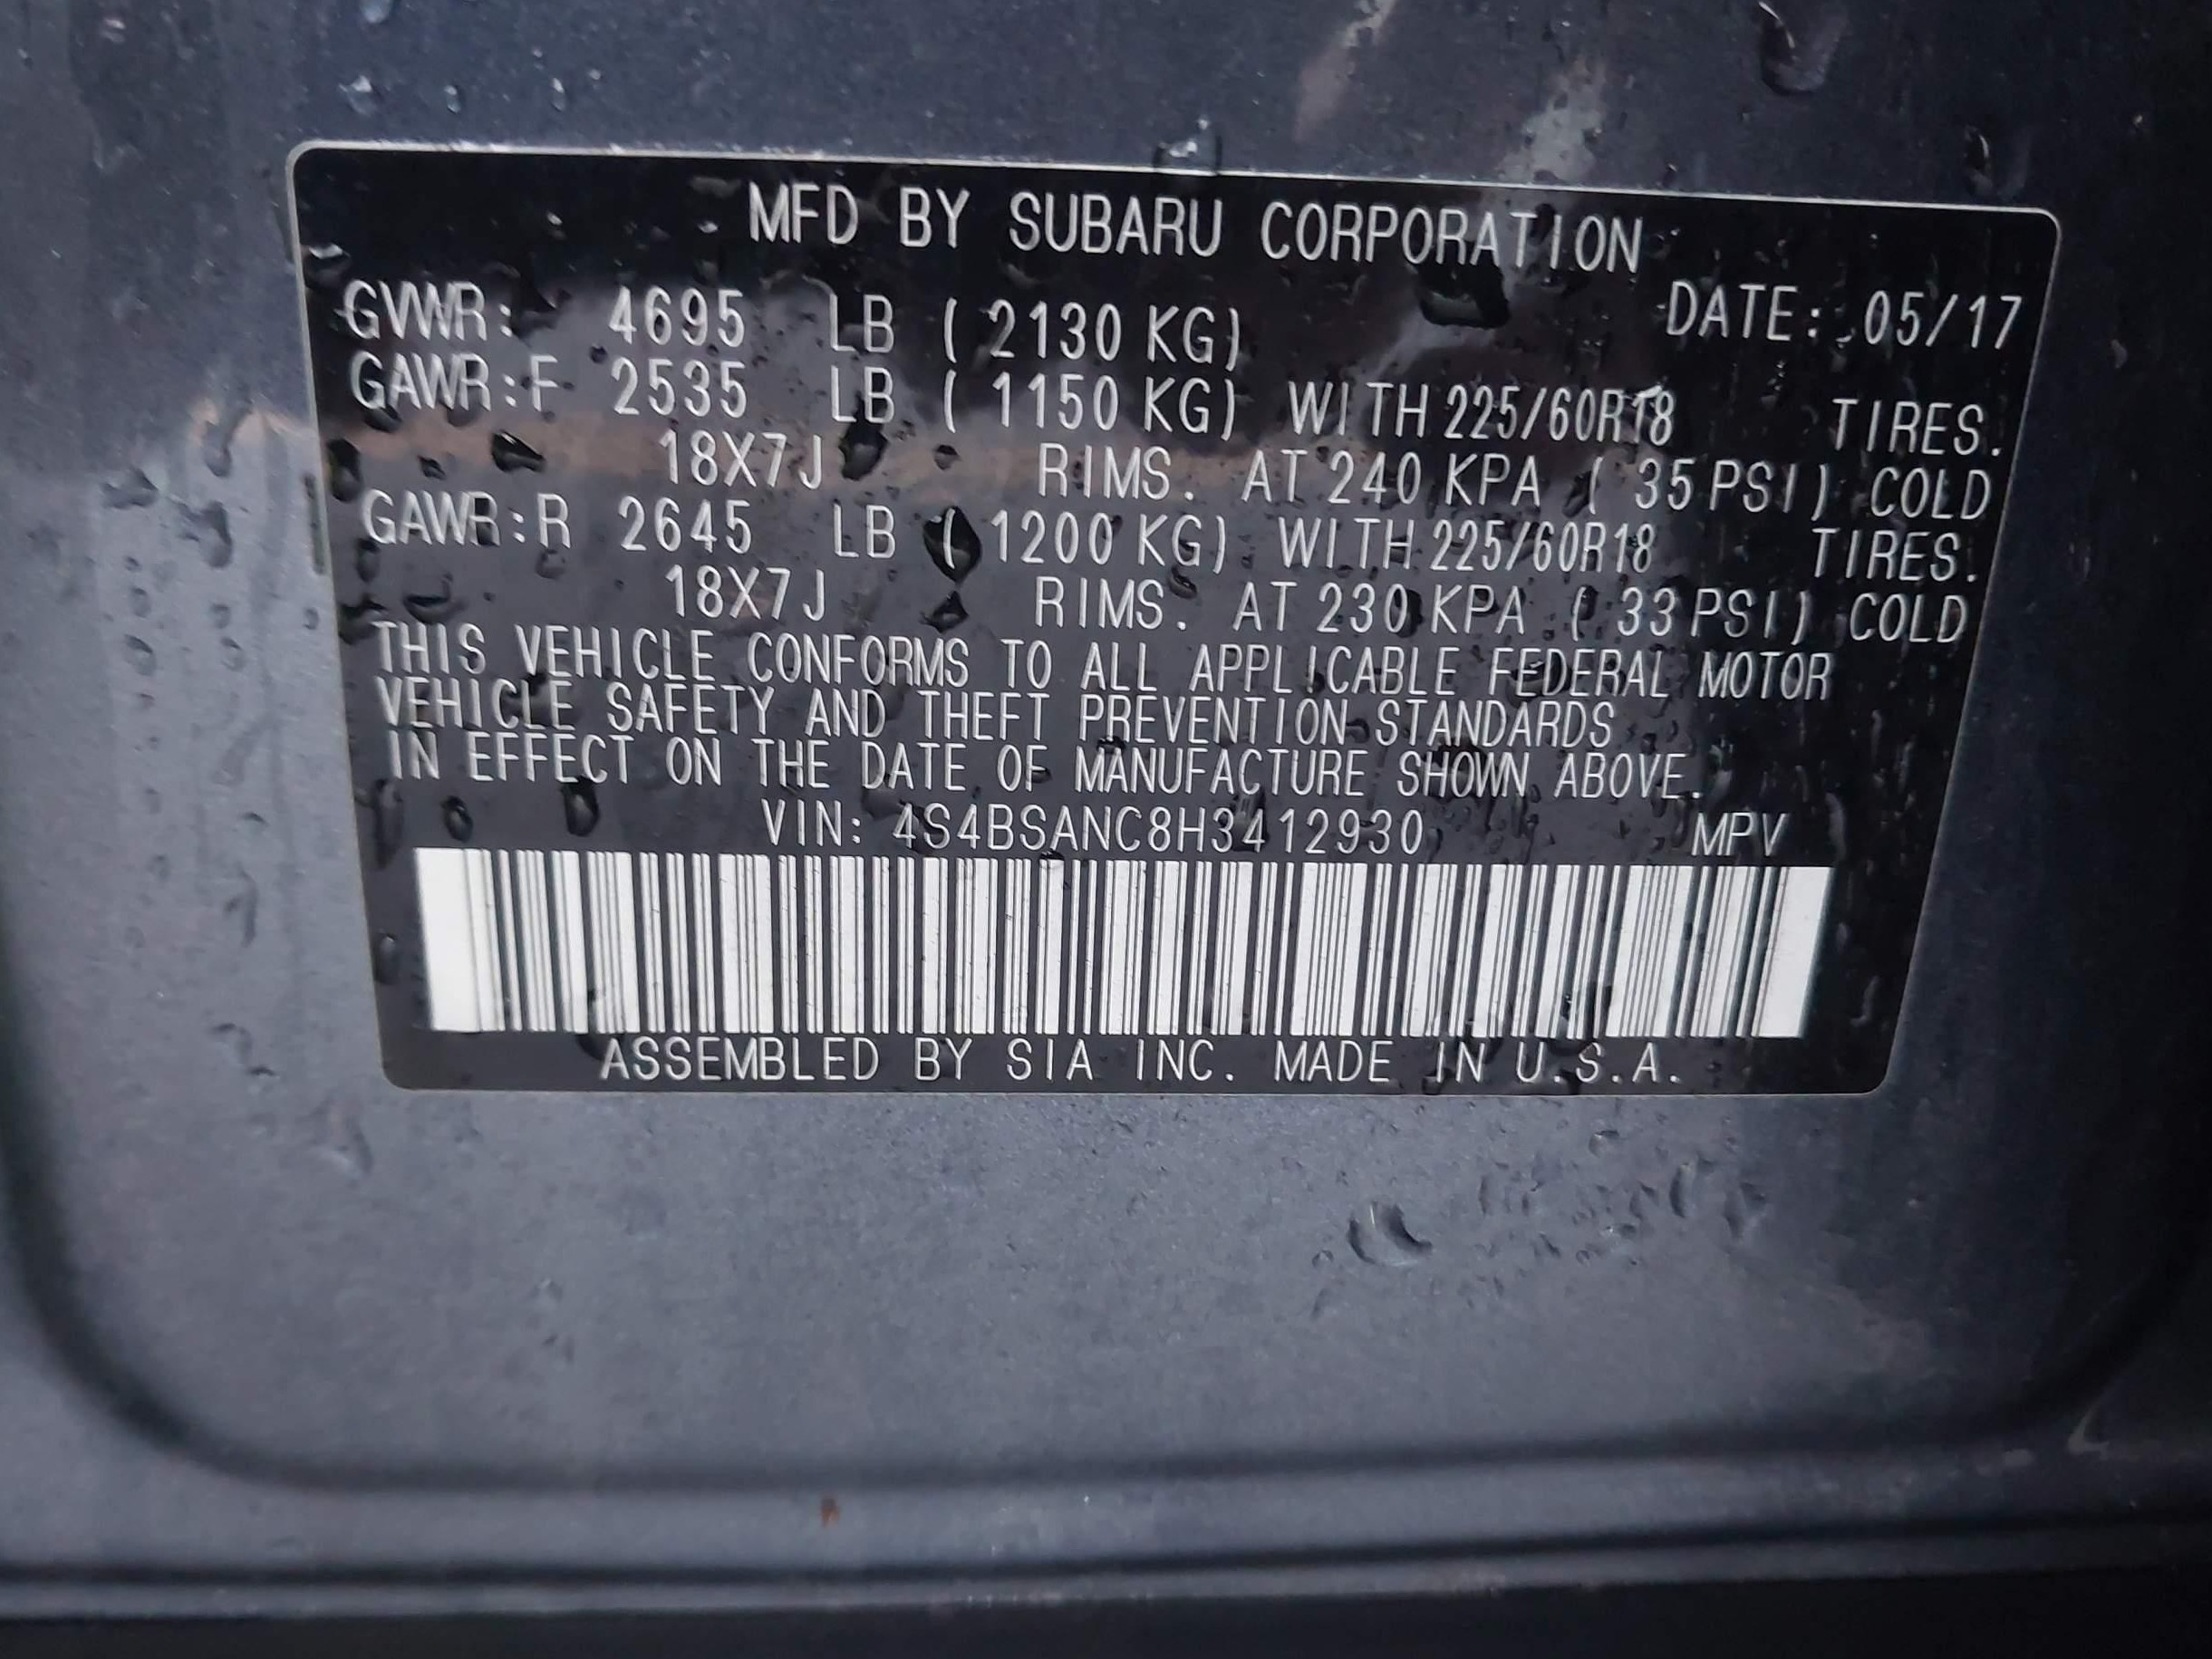 MFD BY SUBARU CORPORATION
GVWR: 4695 LB ( 2130 KG) DATE: 05/17
GAWR:F 2535 LB ( 1150 KG) WITH 225/60R18 TIRES.
18X7J RIMS. AT 240 KPA ( 35 PSI) COLD
GAWR:R 2645 LB ( 1200 KG) WITH 225/60R18 TIRES.
18X7J RIMS. AT 230 KPA ( 33 PSI) COLD
THIS VEHICLE CONFORMS TO ALL APPLICABLE FEDERAL MOTOR
VEHICLE SAFETY AND THEFT PREVENTION STANDARDS
IN EFFECT ON THE DATE OF MANUFACTURE SHOWN ABOVE.
VIN: 4S4BSANC8H3412930 MPV
ASSEMBLED BY SIA INC. MADE IN U.S.A.